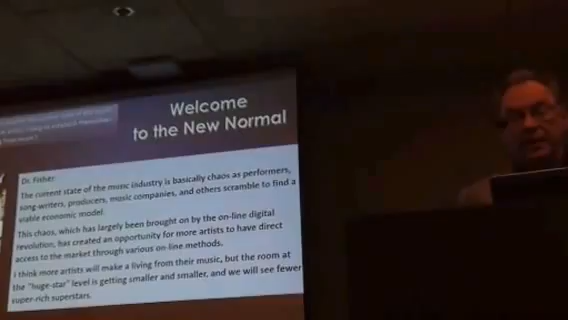 Welcome
to the New Normal
Dr. Fisher
The current state of the music industry is basically chaos as performers,
song-writers, producers, music companies, and others scramble to find a
viable economic model.
This chaos, which has largely been brought on by the on-line digital
revolution, has created an opportunity for more artists to have direct
access to the market through various on-line methods.
I think more artists will make a living from their music, but the room at
the "huge-star" level is getting smaller and smaller, and we will see fewer
super-rich superstars.